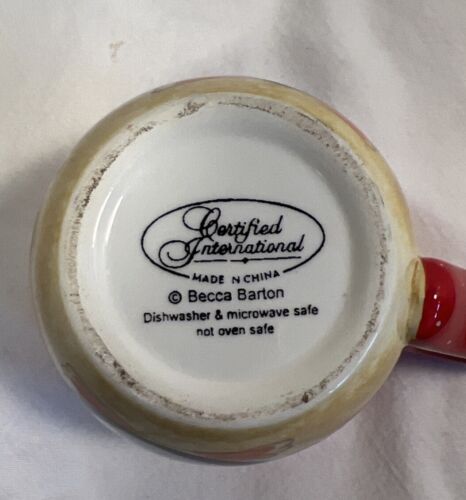 Certified
International
MADE N CHINA
© Becca Barton
Dishwasher & microwave safe
not oven safe